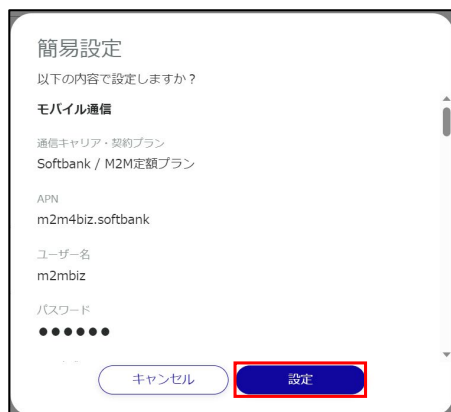 簡易設定
以下の内容で設定しますか？
モバイル通信
通信キャリア・契約プラン
Softbank / M2M定額プラン
APN
m2m4biz.softbank
ユーザー名
m2mbiz
パスワード
●●●●●●
キャンセル
設定